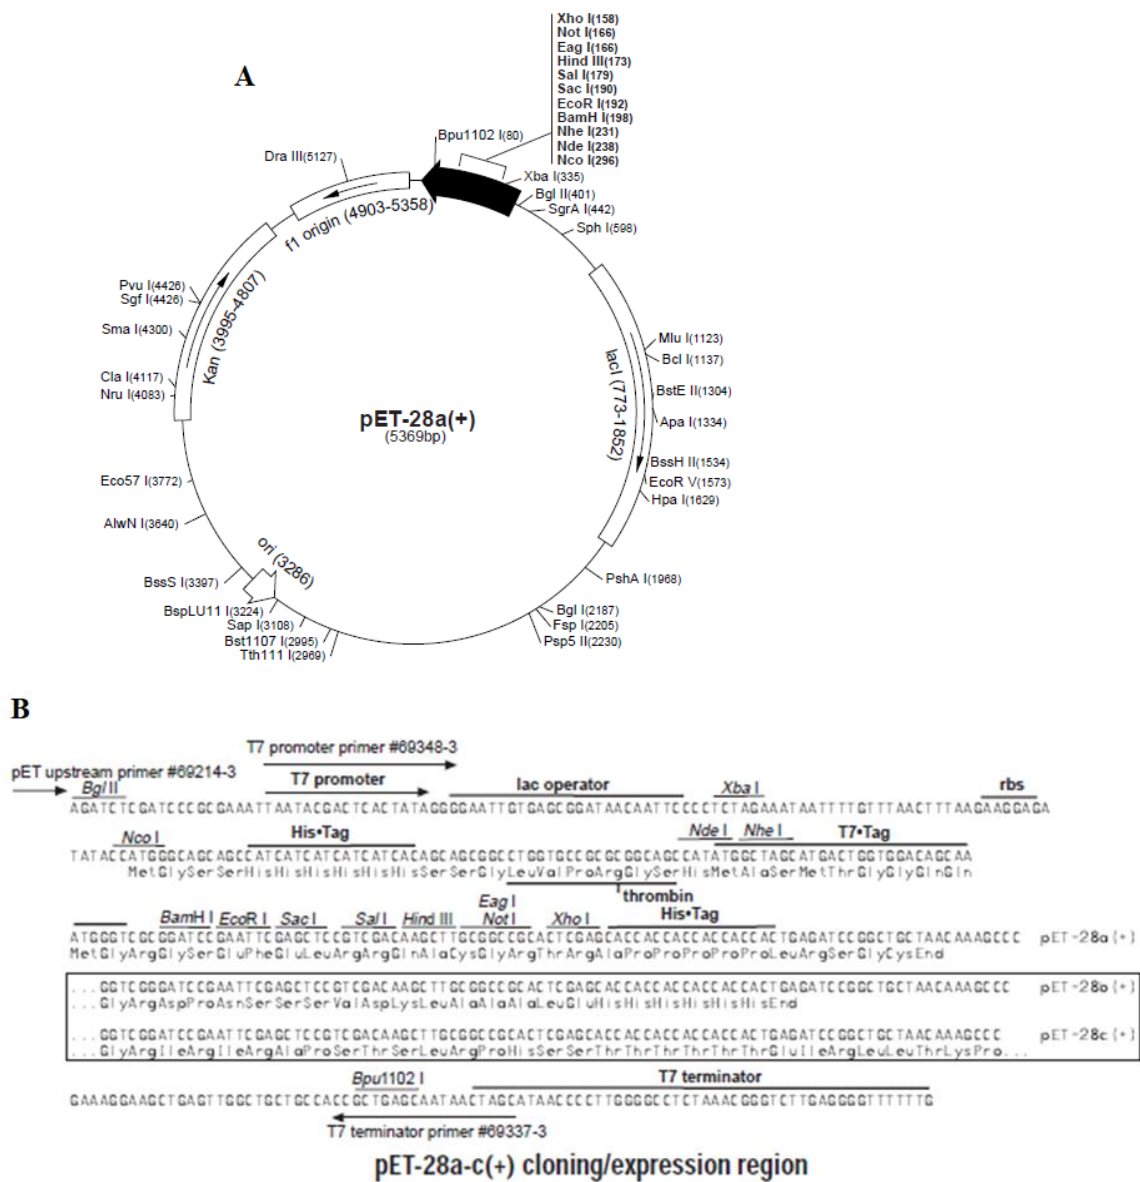 A
Xho I(158)
Not I(166)
Eag I(166)
Hind III(173)
Sal I(179)
Sac I(190)
EcoR I(192)
BamH I(198)
Nhe I(231)
Nde I(238)
Nco I(296)
Bpu1102 I(80)
Dra III(5127)
Xba I(335)
Bgl II(401)
SgrA I(442)
Sph I(598)
f1 origin (4903-5358)
Pvu I(4426)
Sgf I(4426)
Sma I(4300)
Kan (3995-4807)
Cla I(4117)
Nru I(4083)
Mlu I(1123)
Bcl I(1137)
BstE II(1304)
lacI (773-1852)
Apa I(1334)
pET-28a(+)
(5369bp)
BssH II(1534)
EcoR V(1573)
Hpa I(1629)
Eco57 I(3772)
AlwN I(3640)
ori (3286)
BssS I(3397)
PshA I(1968)
BspLU11 I(3224)
Sap I(3108)
Bst1107 I(2995)
Tth111 I(2969)
Bgl I(2187)
Fsp I(2205)
Psp5 II(2230)
B
T7 promoter primer #69348-3
pET upstream primer #69214-3
Bgl II
T7 promoter
lac operator
Xba I
rbs
AGATCTCGATCCCGCGAAATTAATACGACTCACTATAGGGGAATTGTGAGCGGATAACAATTCCCCTCTAGAAATAATTTTGTTTAACTTTAAGAAGGAGA
Nco I
His•Tag
Nde I
Nhe I
T7•Tag
TATACCATGGGCAGCAGCCATCATCATCATCATCACAGCAGCGGCCTGGTGCCGCGCGGCAGCCATATGGCTAGCATGACTGGTGGACAGCAA
MetGlySerSerHisHisHisHisHisHisSerSerGlyLeuValProArgGlySerHisMetAlaSerMetThrGlyGlyGlnGln
thrombin
BamH I
EcoR I
Sac I
Sal I
Hind III
Eag I
Not I
Xho I
His•Tag
ATGGGTCGCGGATCCGAATTCGAGCTCCGTCGACAAGCTTGCGGCCGCACTCGAGCACCACCACCACCACCACTGAGATCCGGCTGCTAACAAAGCCC pET-28a(+)
MetGlyArgGlySerGluPheGluLeuArgArgGlnAlaCysGlyArgThrArgAlaProProProProProLeuArgSerGlyCysEnd
...GGTCGGGATCCGAATTCGAGCTCCGTCGACAAGCTTGCGGCCGCACTCGAGCACCACCACCACCACCACTGAGATCCGGCTGCTAACAAAGCCC pET-28b(+)
...GlyArgAspProAsnSerSerSerValAspLysLeuAlaAlaAlaLeuGluHisHisHisHisHisHisEnd
...GGTCGGATCCGAATTCGAGCTCCGTCGACAAGCTTGCGGCCGCACTCGAGCACCACCACCACCACCACTGAGATCCGGCTGCTAACAAAGCCC pET-28c(+)
...GlyArgIleArgIleArgAlaProSerThrSerLeuArgProHisSerSerThrThrThrThrThrThrGluIleArgLeuLeuThrLysPro...
Bpu1102 I
T7 terminator
GAAAGGAAGCTGAGTTGGCTGCTGCCACCGCTGAGCAATAACTAGCATAACCCCTTGGGGCCTCTAAACGGGTCTTGAGGGGTTTTTTG
T7 terminator primer #69337-3
pET-28a-c(+) cloning/expression region